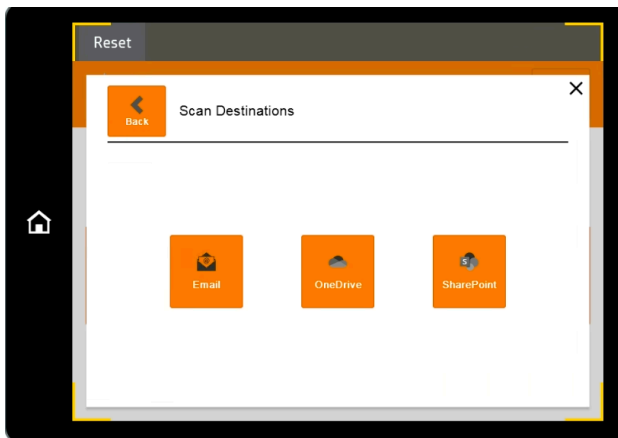 Reset
Back
Scan Destinations
Email
OneDrive
SharePoint